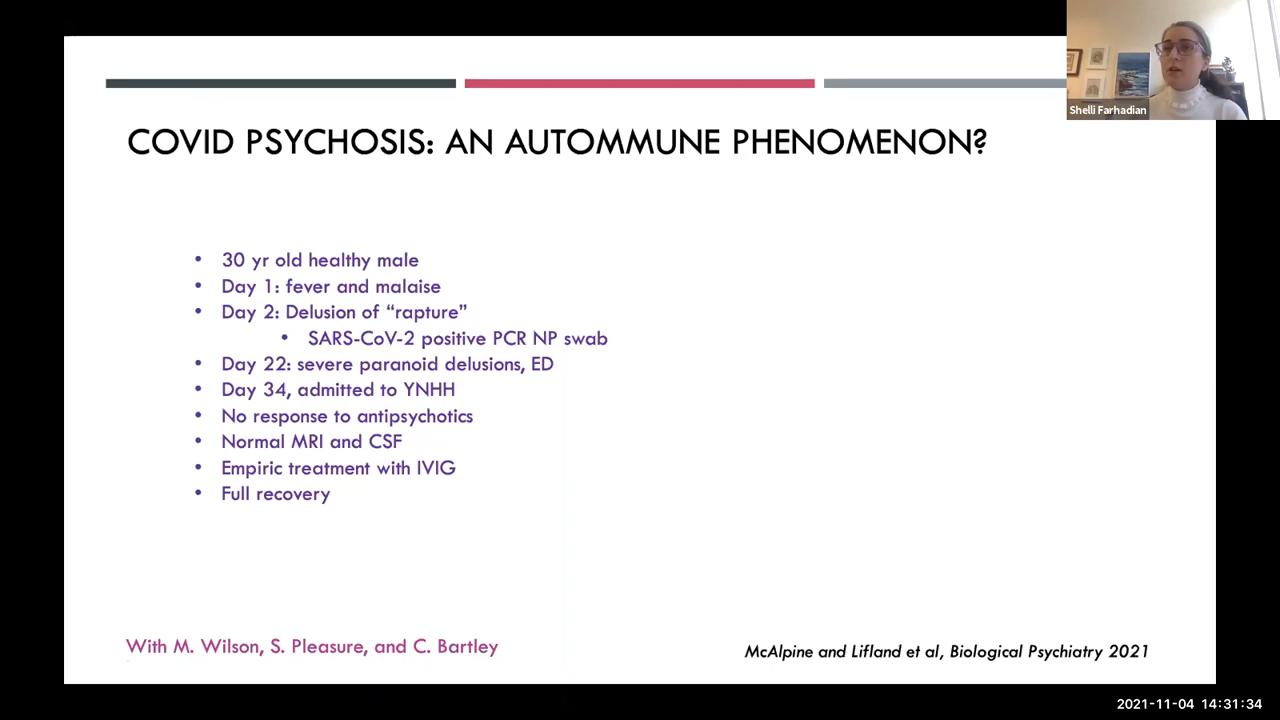 Shelli Farhadian
COVID PSYCHOSIS: AN AUTOMMUNE PHENOMENON?
• 30 yr old healthy male
• Day 1: fever and malaise
• Day 2: Delusion of “rapture”
• SARS-CoV-2 positive PCR NP swab
• Day 22: severe paranoid delusions, ED
• Day 34, admitted to YNHH
• No response to antipsychotics
• Normal MRI and CSF
• Empiric treatment with IVIG
• Full recovery
With M. Wilson, S. Pleasure, and C. Bartley
McAlpine and Lifland et al, Biological Psychiatry 2021
2021-11-04 14:31:34